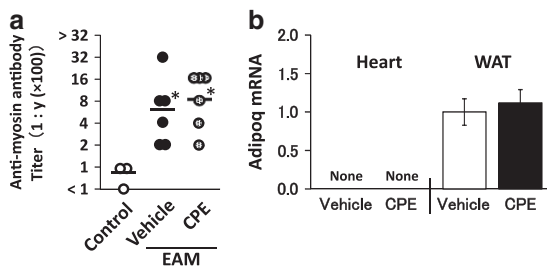 a
Anti-myosin antibody
Titer (1 : y (×100))
> 32
32
16
8
4
2
1
< 1
*
*
Control
Vehicle
CPE
EAM
b
Adipoq mRNA
2.0
1.5
1.0
0.5
0.0
Heart
WAT
None
None
Vehicle
CPE
Vehicle
CPE